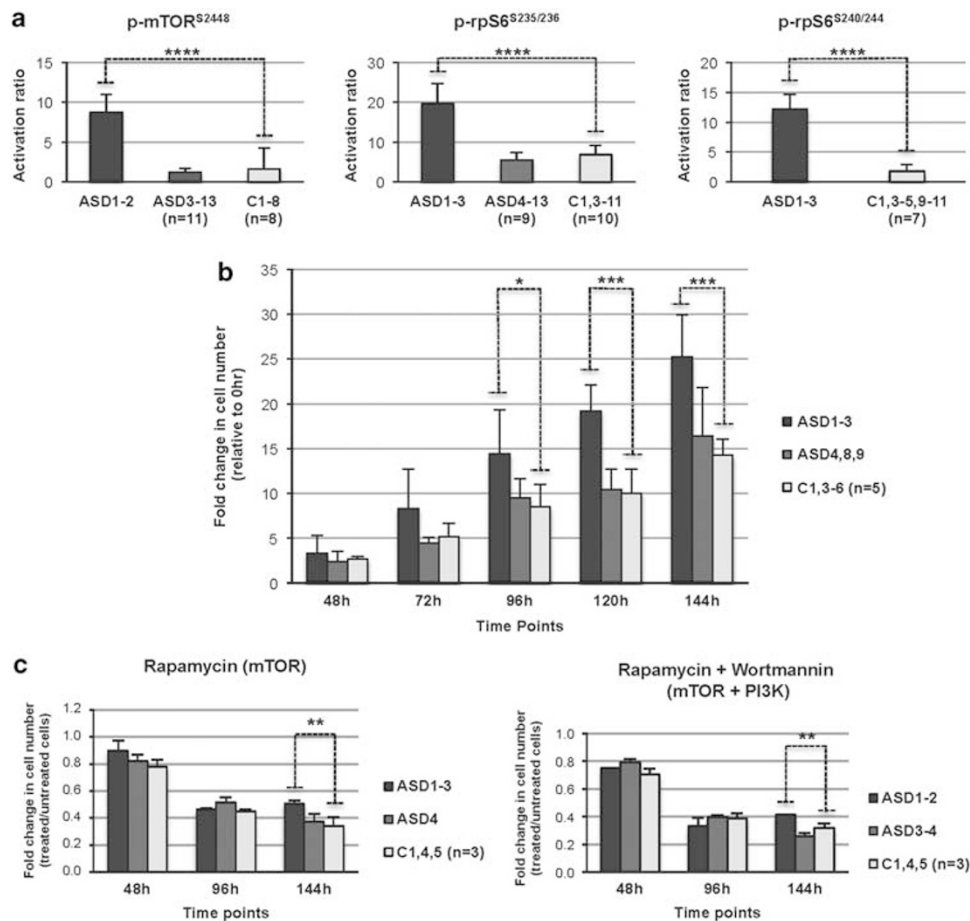 a
p-mTOR^S2448
p-rpS6^S235/236
p-rpS6^S240/244
****
****
****
Activation ratio
15
10
5
0
ASD1-2
ASD3-13
(n=11)
C1-8
(n=8)
Activation ratio
30
20
10
0
ASD1-3
ASD4-13
(n=9)
C1,3-11
(n=10)
Activation ratio
20
15
10
5
0
ASD1-3
C1,3-5,9-11
(n=7)
b
Fold change in cell number
(relative to 0hr)
35
30
25
20
15
10
5
0
*
***
***
48h
72h
96h
120h
144h
Time Points
ASD1-3
ASD4,8,9
C1,3-6 (n=5)
c
Rapamycin (mTOR)
Fold change in cell number
(treated/untreated cells)
1.2
1.0
0.8
0.6
0.4
0.2
0.0
**
48h
96h
144h
Time points
ASD1-3
ASD4
C1,4,5 (n=3)
Rapamycin + Wortmannin
(mTOR + PI3K)
Fold change in cell number
(treated/untreated cells)
1.0
0.8
0.6
0.4
0.2
0.0
**
48h
96h
144h
Time points
ASD1-2
ASD3-4
C1,4,5 (n=3)